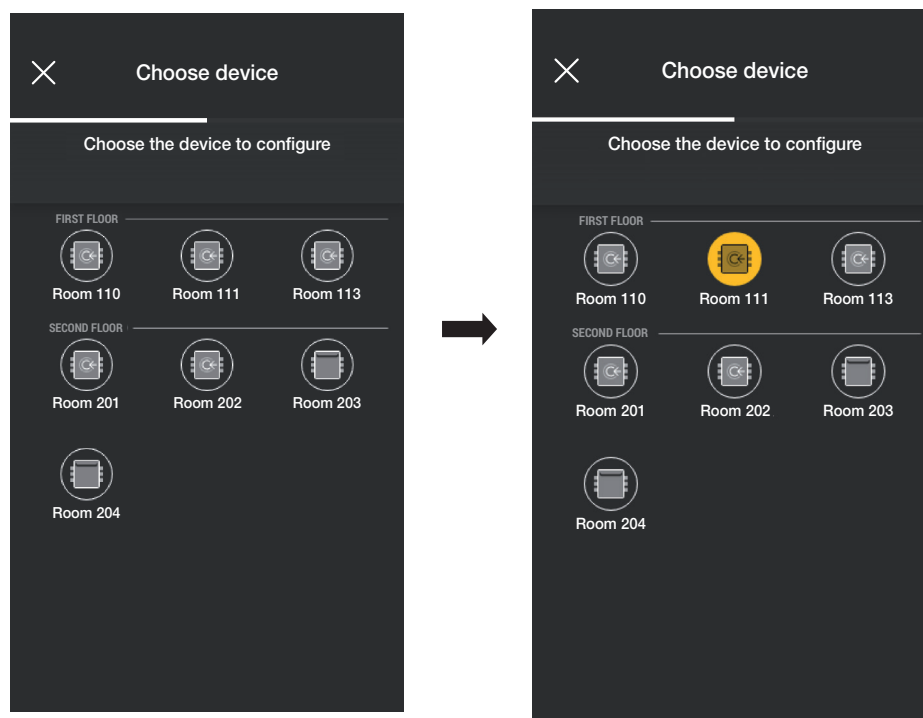 Choose device
Choose the device to configure
FIRST FLOOR
Room 110 Room 111 Room 113
SECOND FLOOR
Room 201 Room 202 Room 203
Room 204
Choose device
Choose the device to configure
FIRST FLOOR
Room 110 Room 111 Room 113
SECOND FLOOR
Room 201 Room 202 Room 203
Room 204